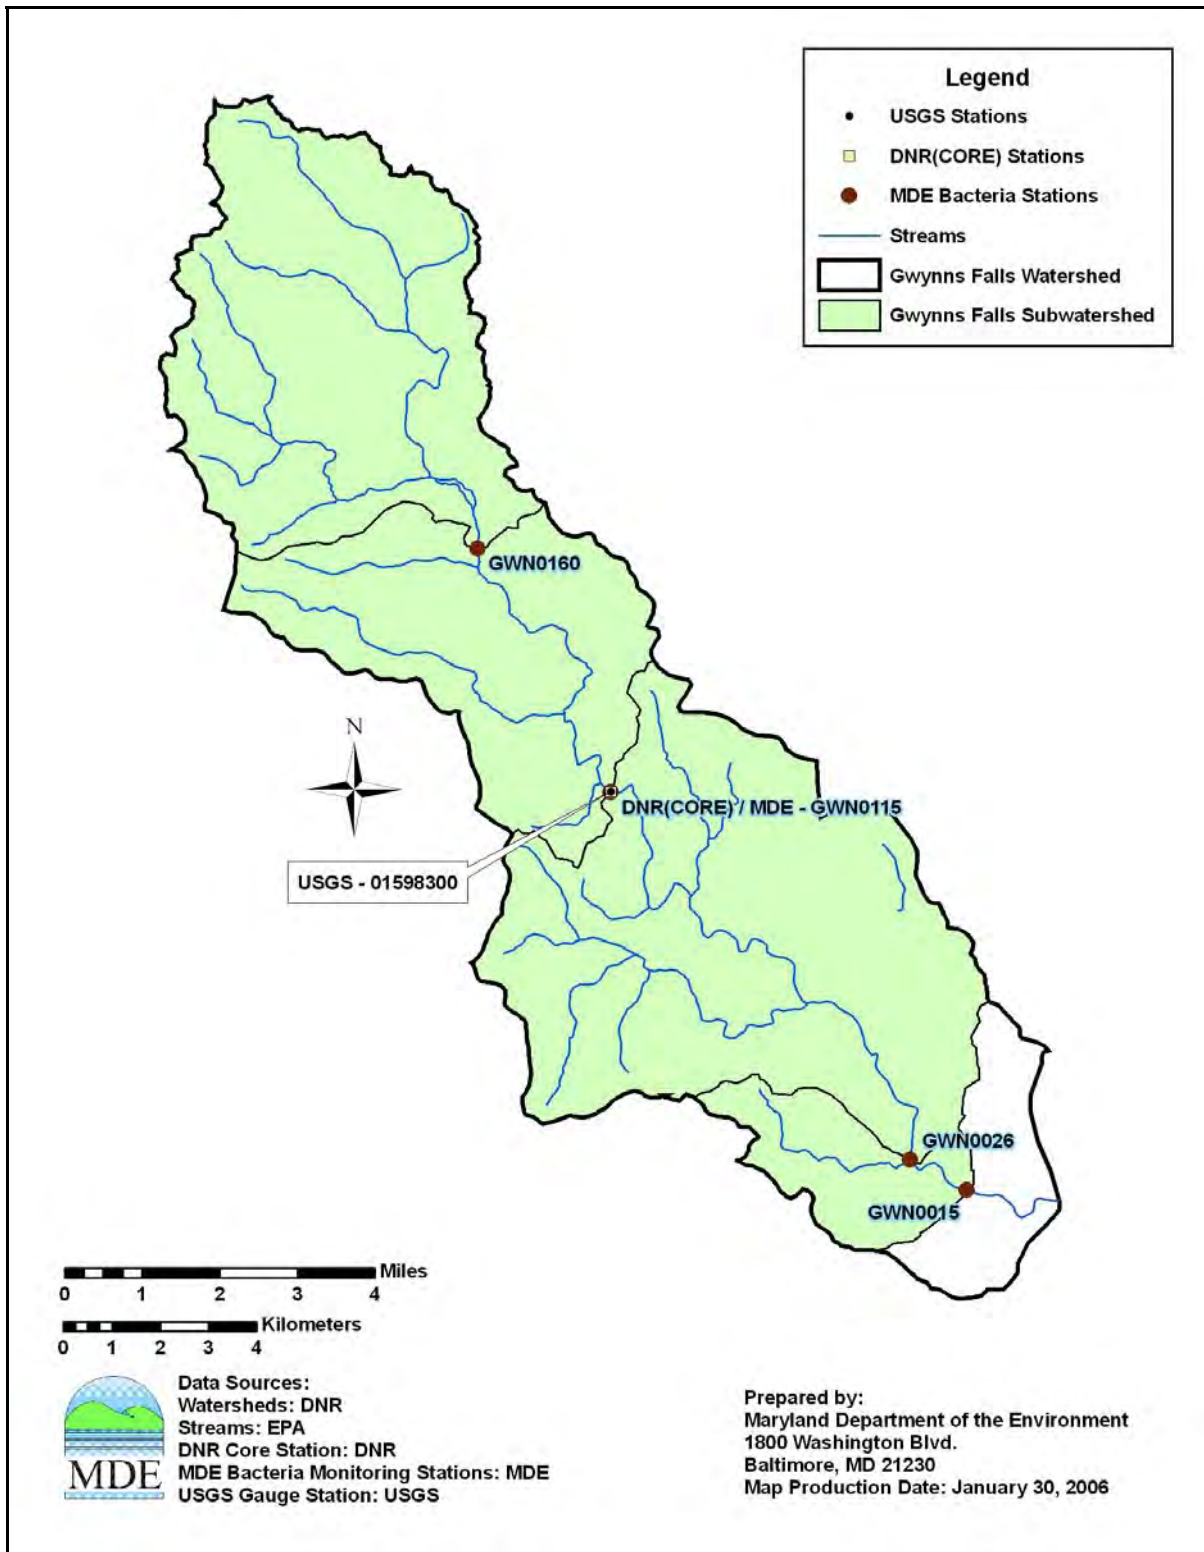 Legend
USGS Stations
DNR(CORE) Stations
MDE Bacteria Stations
Streams
Gwynns Falls Watershed
Gwynns Falls Subwatershed
GWN0160
N
DNR(CORE) / MDE - GWN0115
USGS - 01598300
GWN0026
GWN0015
Miles
0 1 2 3 4
Kilometers
0 1 2 3 4
MDE
Data Sources:
Watersheds: DNR
Streams: EPA
DNR Core Station: DNR
MDE Bacteria Monitoring Stations: MDE
USGS Gauge Station: USGS
Prepared by:
Maryland Department of the Environment
1800 Washington Blvd.
Baltimore, MD 21230
Map Production Date: January 30, 2006